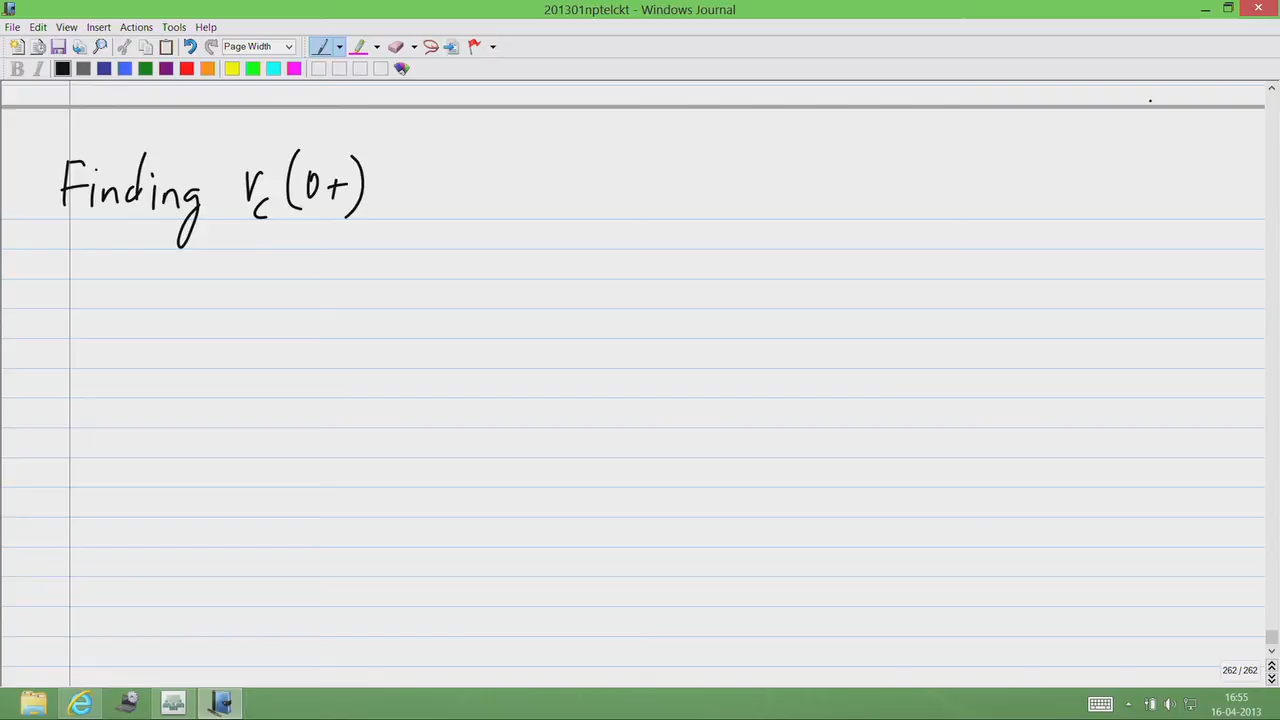 201301nptelckt - Windows Journal
File Edit View Insert Actions Tools Help
Page Width
B I
Finding Vc (0+)
262 / 262
16:55
16-04-2013